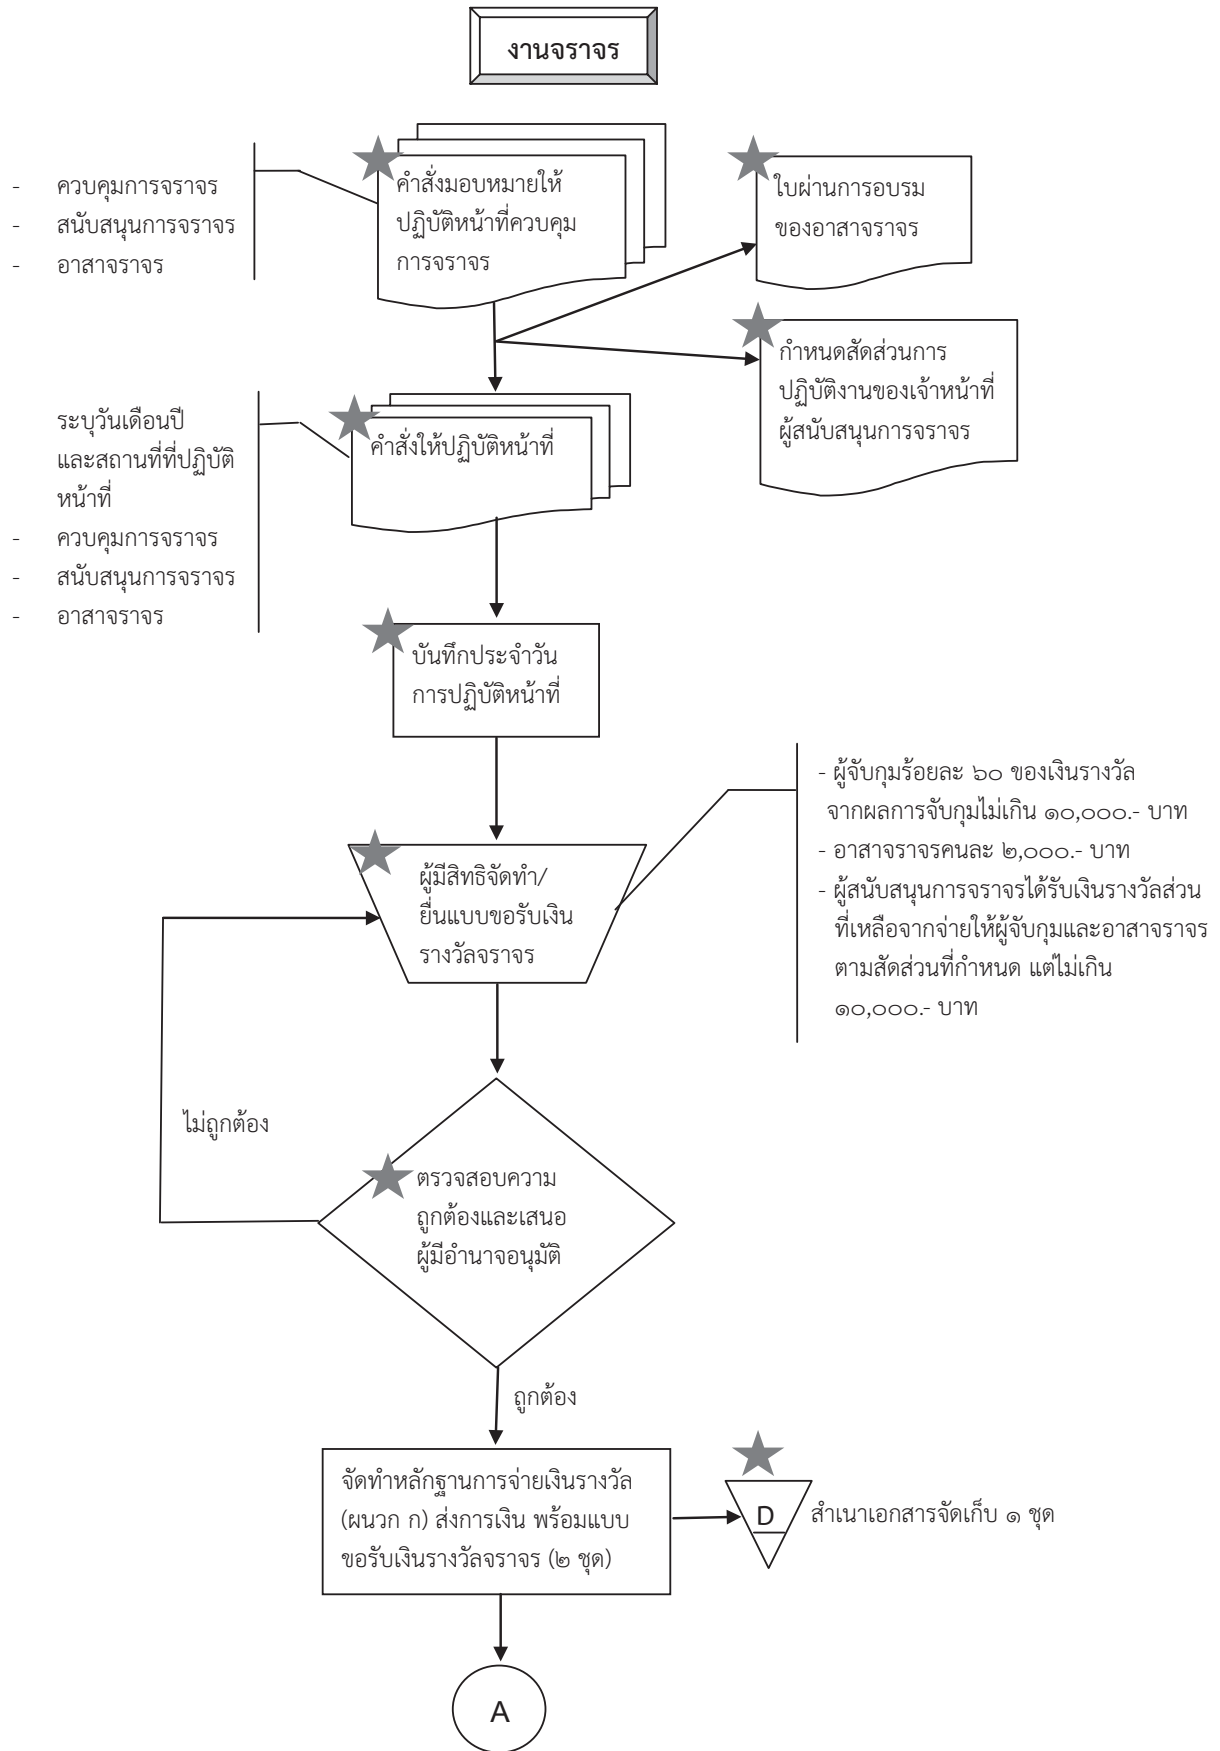 งานจราจร
- ควบคุมการจราจร
- สนับสนุนการจราจร
- อาสาจราจร
คำสั่งมอบหมายให้
ปฏิบัติหน้าที่ควบคุม
การจราจร
ใบผ่านการอบรม
ของอาสาจราจร
กำหนดสัดส่วนการ
ปฏิบัติงานของเจ้าหน้าที่
ผู้สนับสนุนการจราจร
ระบุวันเดือนปี
และสถานที่ที่ปฏิบัติ
หน้าที่
- ควบคุมการจราจร
- สนับสนุนการจราจร
- อาสาจราจร
คำสั่งให้ปฏิบัติหน้าที่
บันทึกประจำวัน
การปฏิบัติหน้าที่
- ผู้จับกุมร้อยละ ๖๐ ของเงินรางวัล
จากผลการจับกุมไม่เกิน ๑๐,๐๐๐.- บาท
- อาสาจราจรคนละ ๒,๐๐๐.- บาท
- ผู้สนับสนุนการจราจรได้รับเงินรางวัลส่วน
ที่เหลือจากจ่ายให้ผู้จับกุมและอาสาจราจร
ตามสัดส่วนที่กำหนด แต่ไม่เกิน
๑๐,๐๐๐.- บาท
ผู้มีสิทธิจัดทำ/
ยื่นแบบขอรับเงิน
รางวัลจราจร
ไม่ถูกต้อง
ตรวจสอบความ
ถูกต้องและเสนอ
ผู้มีอำนาจอนุมัติ
ถูกต้อง
จัดทำหลักฐานการจ่ายเงินรางวัล
(ผนวก ก) ส่งการเงิน พร้อมแบบ
ขอรับเงินรางวัลจราจร (๒ ชุด)
D
สำเนาเอกสารจัดเก็บ ๑ ชุด
A